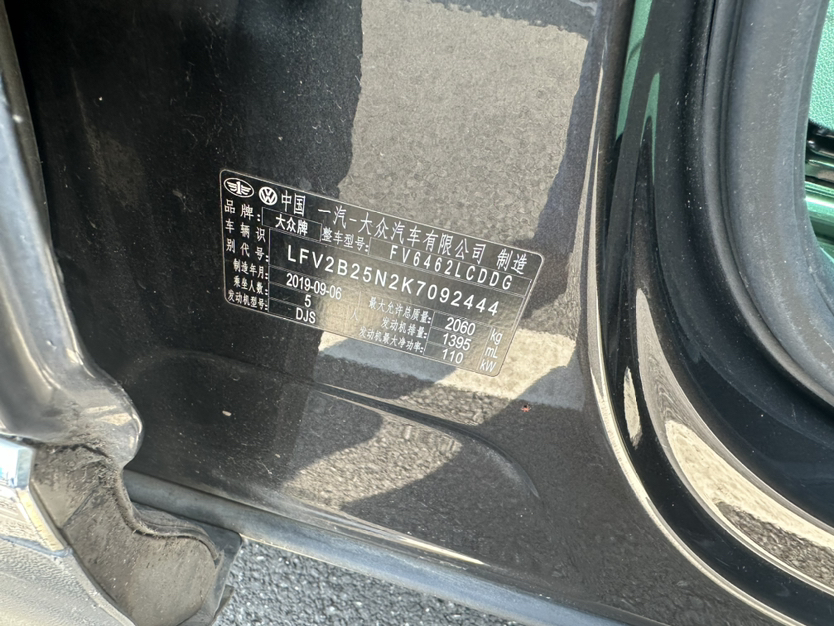 中国 一汽-大众汽车有限公司 制造
品牌: 大众牌 整车型号: FV6462LCDDG
车辆识别代号: LFV2B25N2K7092444
制造年月: 2019-09-06 最大允许总质量: 2060 kg
乘坐人数: 5 人 发动机排量: 1395 mL
发动机型号: DJS 发动机最大净功率: 110 kW